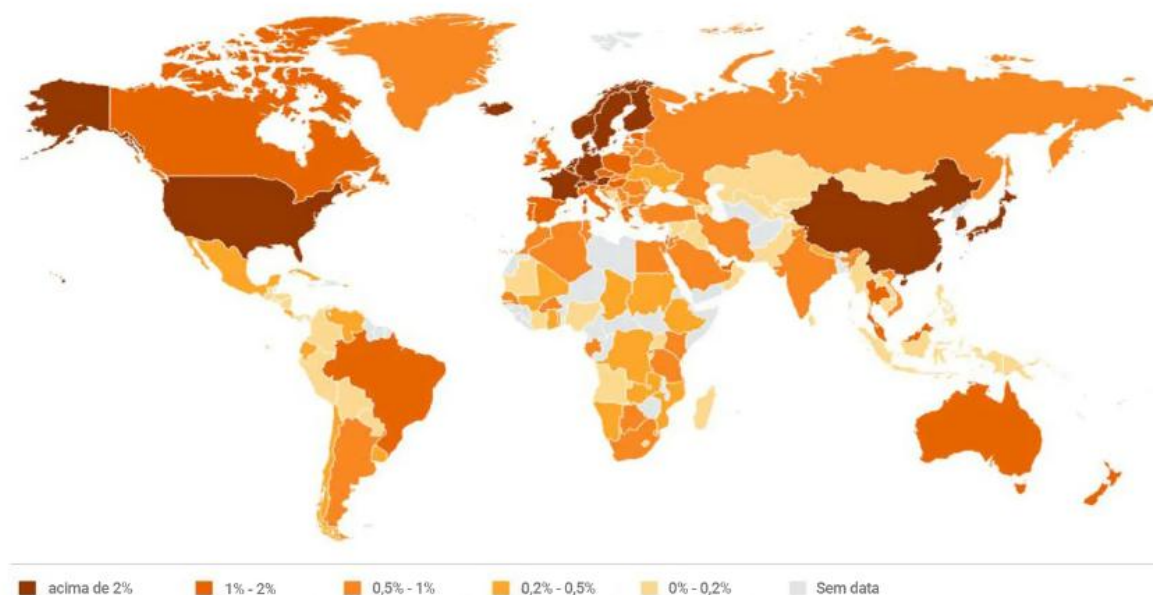 acima de 2% 1% - 2% 0,5% - 1% 0,2% - 0,5% 0% - 0,2% Sem data